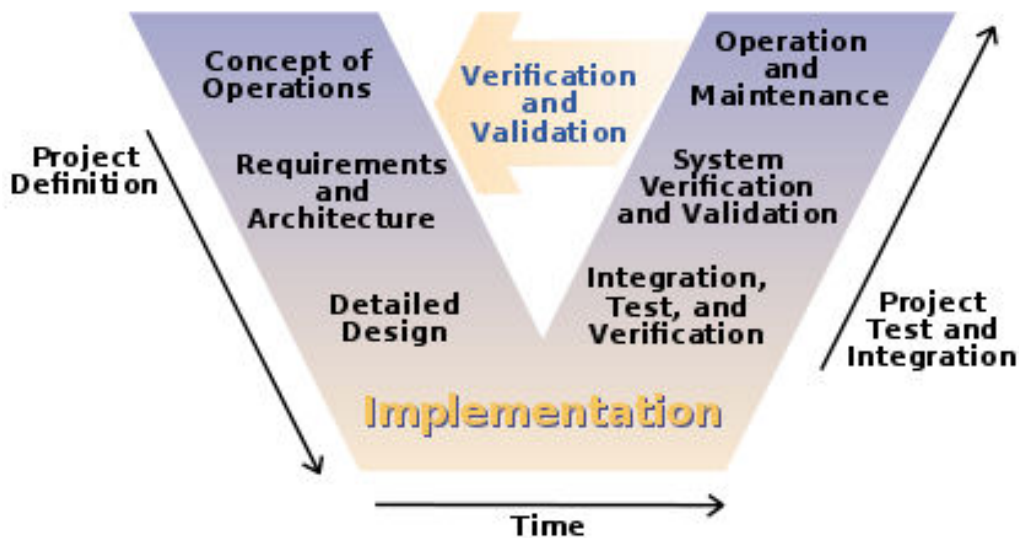 Concept of
Operations
Verification
and
Validation
Operation
and
Maintenance
Project
Definition
Requirements
and
Architecture
System
Verification
and Validation
Detailed
Design
Integration,
Test, and
Verification
Project
Test and
Integration
Implementation
Time